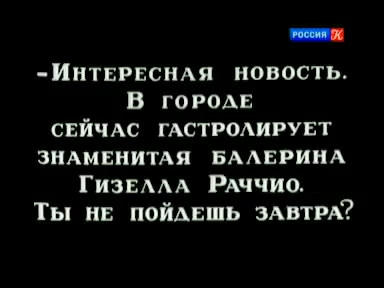 РОССИЯ К
-Интересная новость.
В городе
сейчас гастролирует
знаменитая балерина
Гизелла Раччио.
Ты не пойдешь завтра?